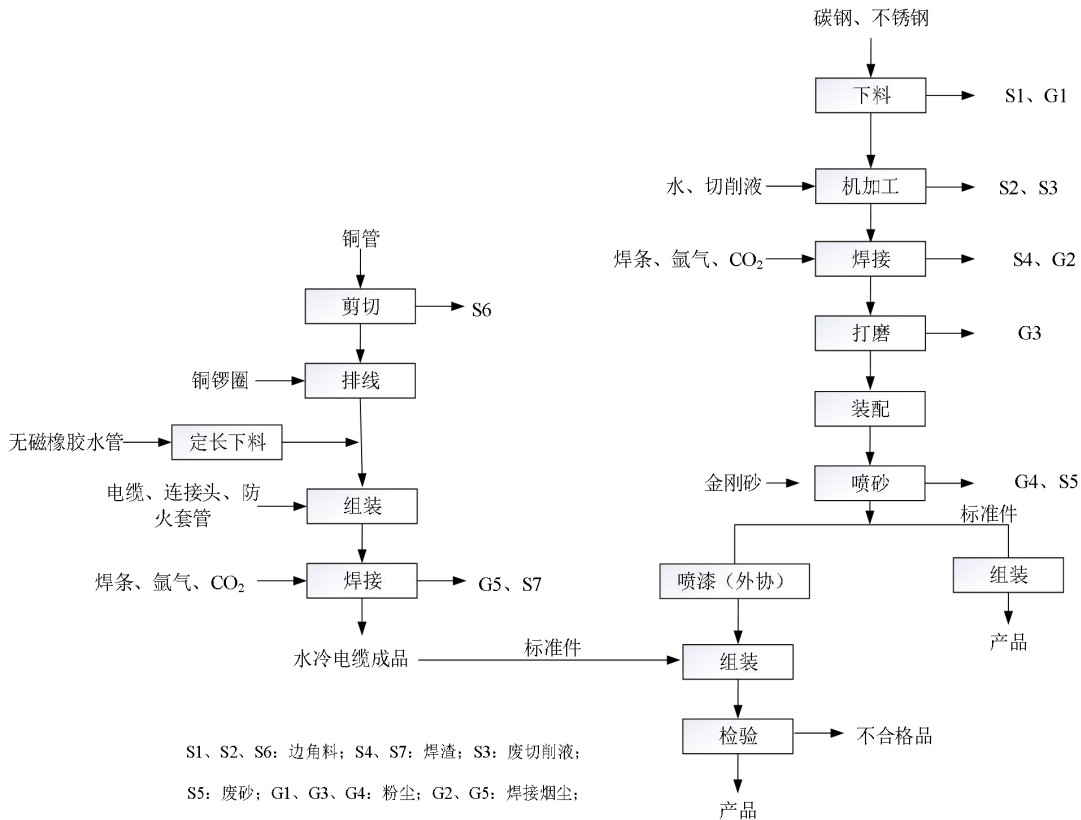 碳钢、不锈钢
下料
S1、G1
水、切削液
机加工
S2、S3
铜管
焊条、氩气、CO₂
焊接
S4、G2
剪切
S6
打磨
G3
铜锣圈
排线
装配
无磁橡胶水管
定长下料
金刚砂
喷砂
G4、S5
电缆、连接头、防
火套管
组装
标准件
焊条、氩气、CO₂
焊接
G5、S7
喷漆（外协）
组装
产品
水冷电缆成品
标准件
组装
检验
不合格品
S1、S2、S6：边角料；S4、S7：焊渣；S3：废切削液；
S5：废砂；G1、G3、G4：粉尘；G2、G5：焊接烟尘；
产品